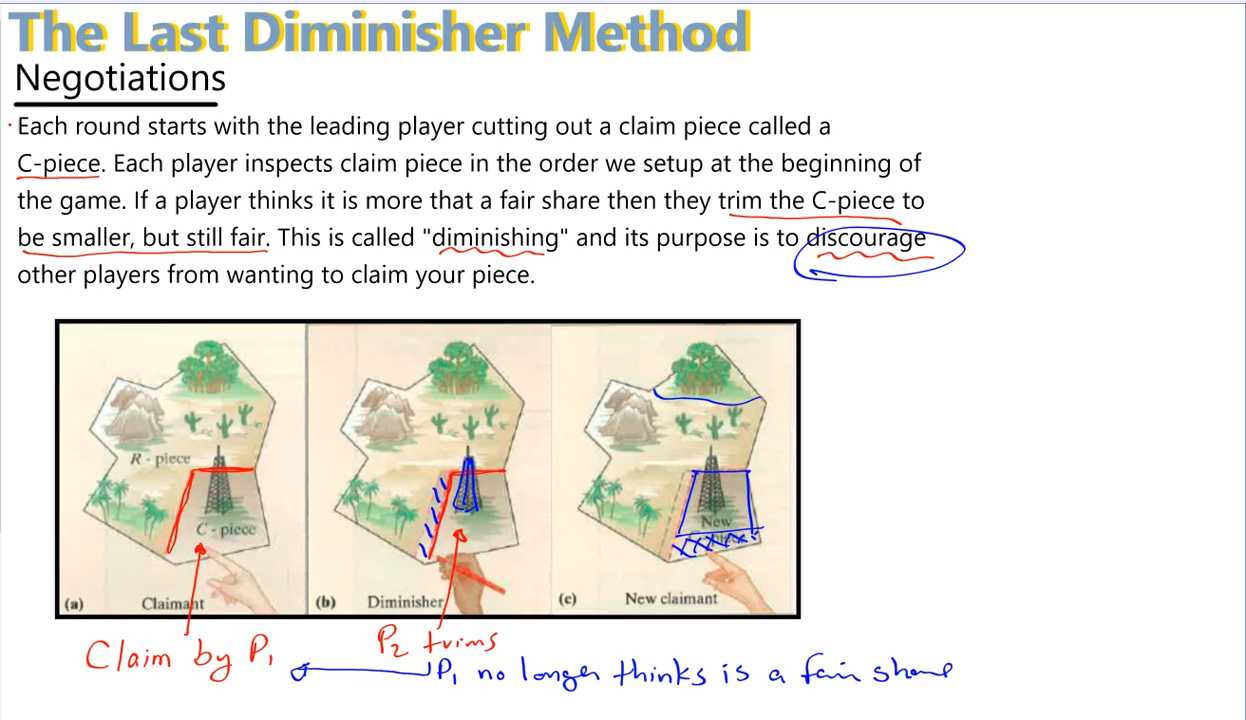 The Last Diminisher Method
Negotiations
Each round starts with the leading player cutting out a claim piece called a
C-piece. Each player inspects claim piece in the order we setup at the beginning of
the game. If a player thinks it is more that a fair share then they trim the C-piece to
be smaller, but still fair. This is called "diminishing" and its purpose is to discourage
other players from wanting to claim your piece.
R - piece
C - piece
New
(a) Claimant
(b) Diminisher
(c) New claimant
Claim by P1
P2 trims
P1 no longer thinks is a fair share